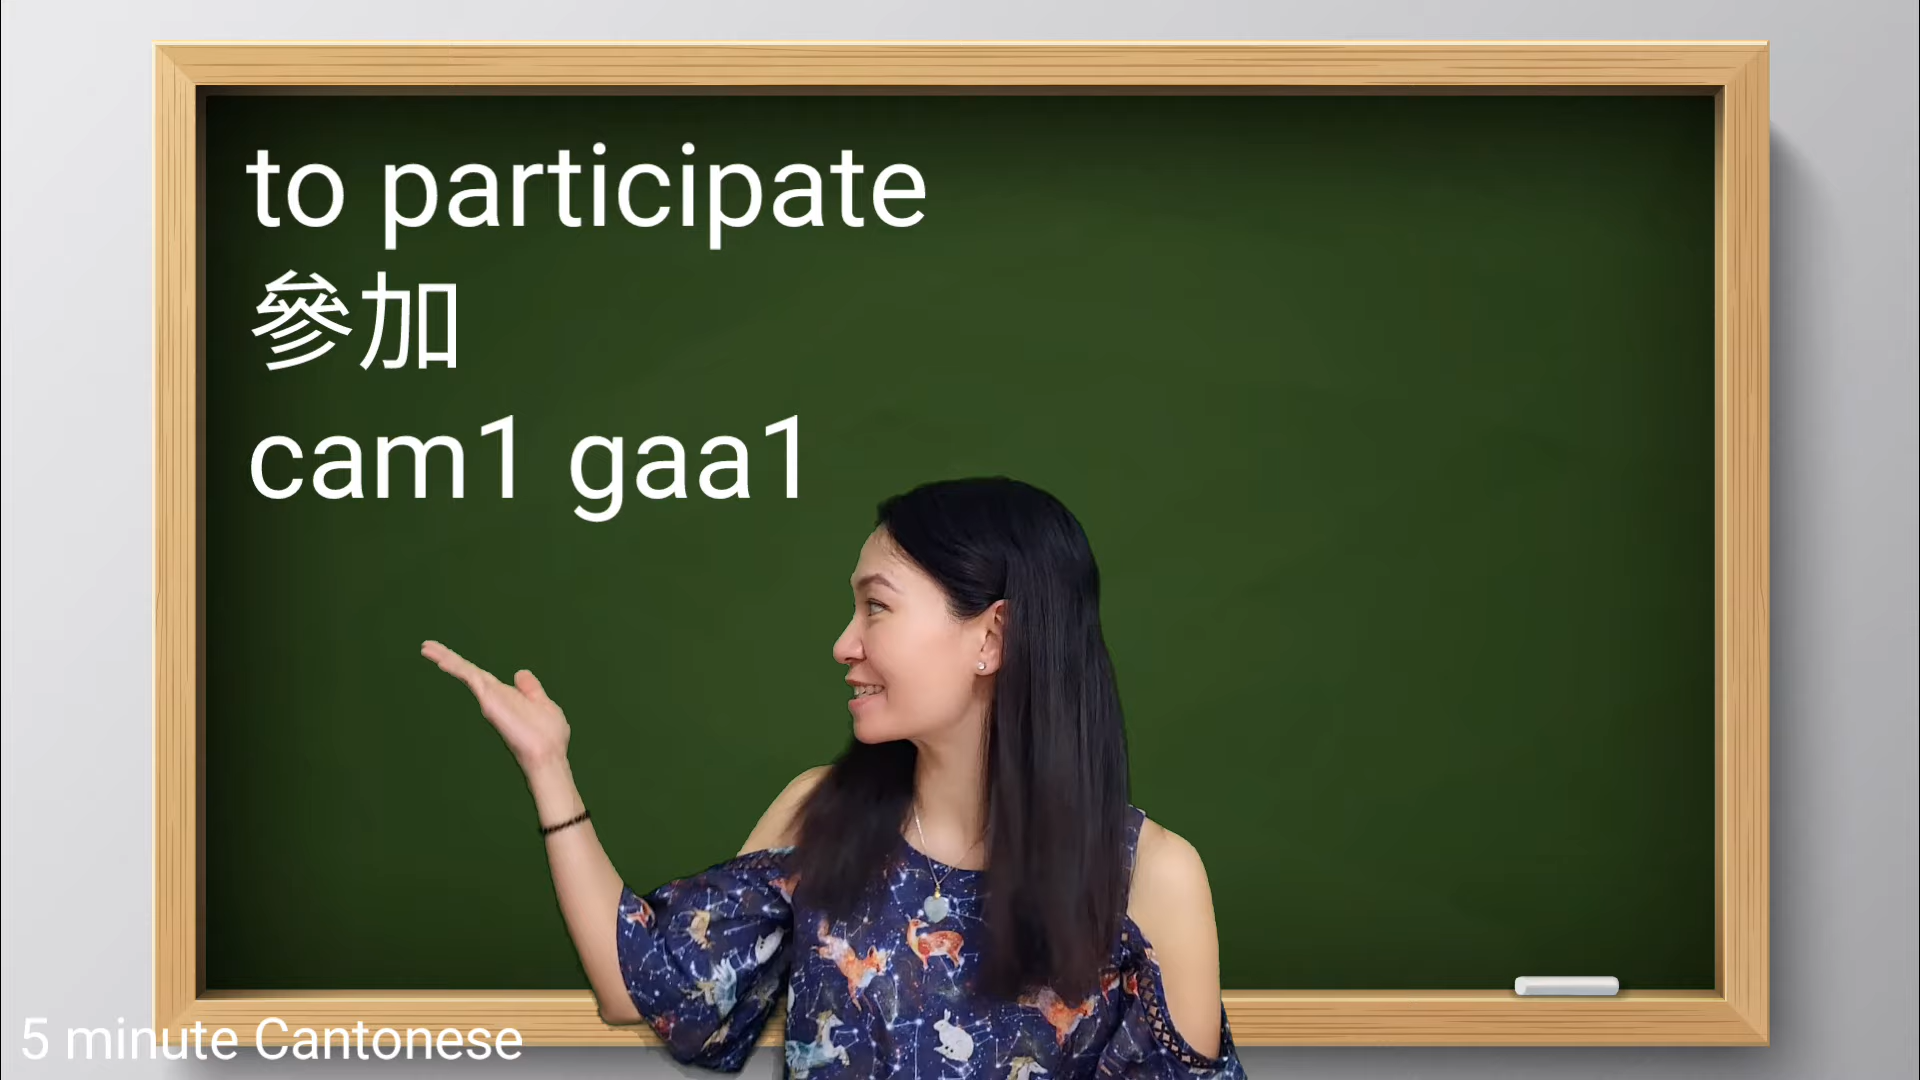 to participate
參加
cam1 gaa1
5 minute Cantonese